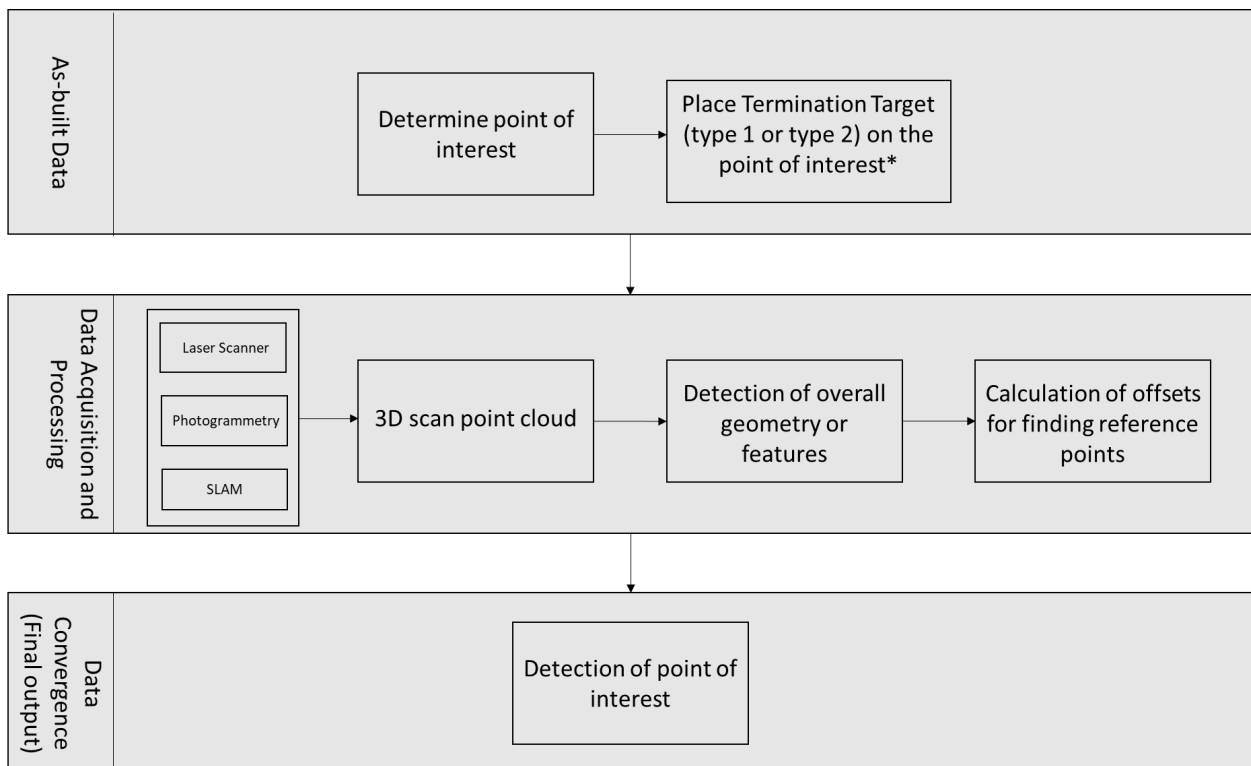 As-built Data
Determine point of
interest
Place Termination Target
(type 1 or type 2) on the
point of interest*
Data Acquisition and
Processing
Laser Scanner
Photogrammetry
SLAM
3D scan point cloud
Detection of overall
geometry or
features
Calculation of offsets
for finding reference
points
Data
Convergence
(Final output)
Detection of point of
interest